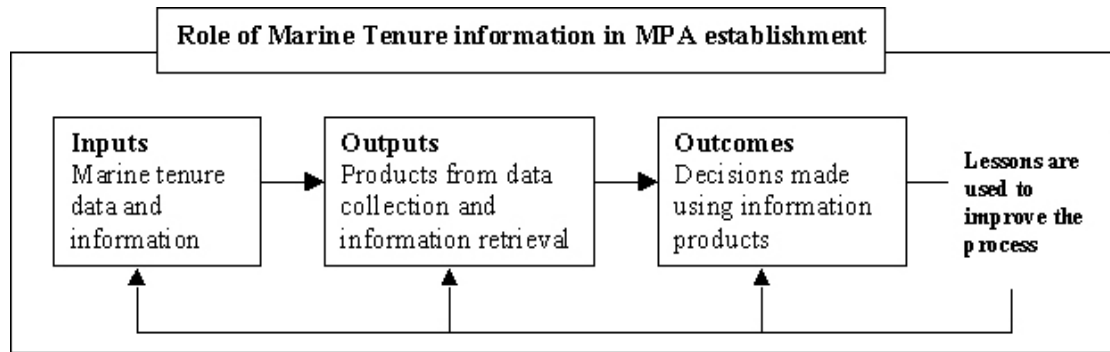 Role of Marine Tenure information in MPA establishment
Inputs
Marine tenure
data and
information
Outputs
Products from data
collection and
information retrieval
Outcomes
Decisions made
using information
products
Lessons are
used to
improve the
process